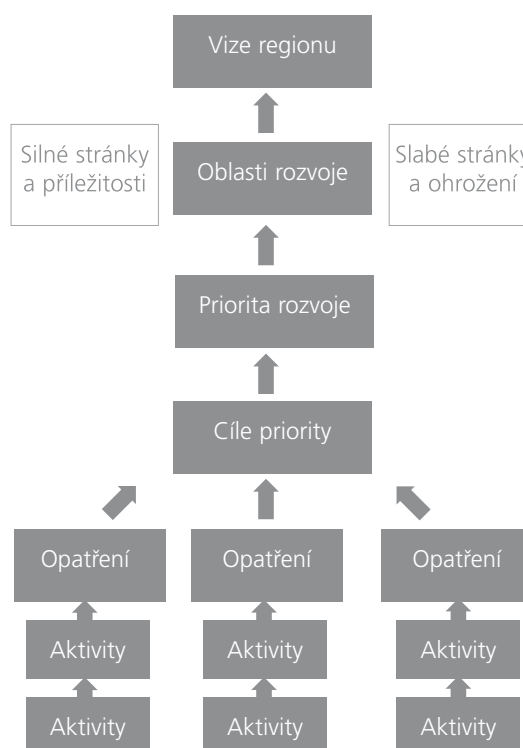 Vize regionu
Silné stránky
a příležitosti
Oblasti rozvoje
Slabé stránky
a ohrožení
Priorita rozvoje
Cíle priority
Opatření
Opatření
Opatření
Aktivity
Aktivity
Aktivity
Aktivity
Aktivity
Aktivity